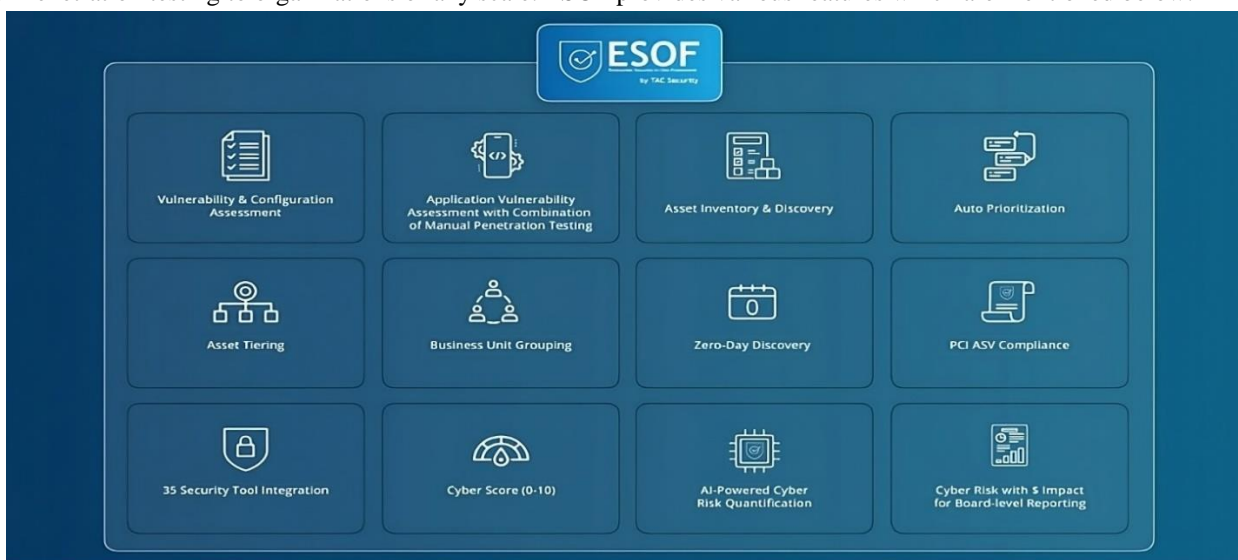 ESOF
by TAC Security
Vulnerability & Configuration
Assessment
Application Vulnerability
Assessment with Combination
of Manual Penetration Testing
Asset Inventory & Discovery
Auto Prioritization
Asset Tiering
Business Unit Grouping
0
Zero-Day Discovery
PCI ASV Compliance
35 Security Tool Integration
Cyber Score (0-10)
AI-Powered Cyber
Risk Quantification
Cyber Risk with $ Impact
for Board-level Reporting